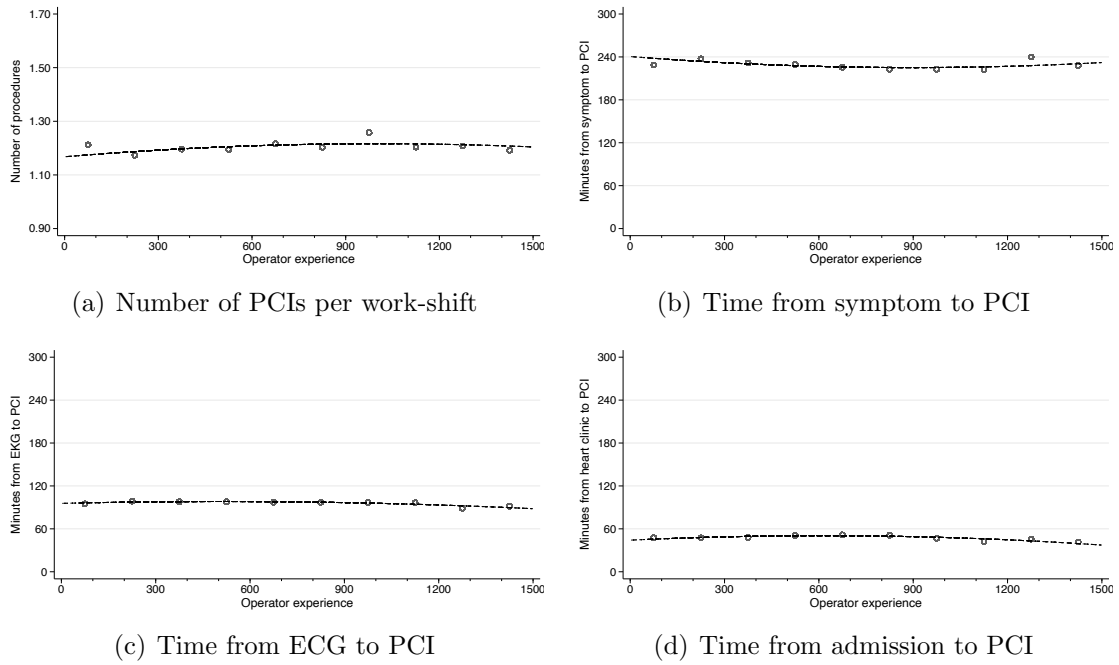 Number of procedures
1.70
1.50
1.30
1.10
0.90
0 300 600 900 1200 1500
Operator experience
(a) Number of PCIs per work-shift
Minutes from symptom to PCI
300
240
180
120
60
0
0 300 600 900 1200 1500
Operator experience
(b) Time from symptom to PCI
Minutes from EKG to PCI
300
240
180
120
60
0
0 300 600 900 1200 1500
Operator experience
(c) Time from ECG to PCI
Minutes from heart clinic to PCI
300
240
180
120
60
0
0 300 600 900 1200 1500
Operator experience
(d) Time from admission to PCI